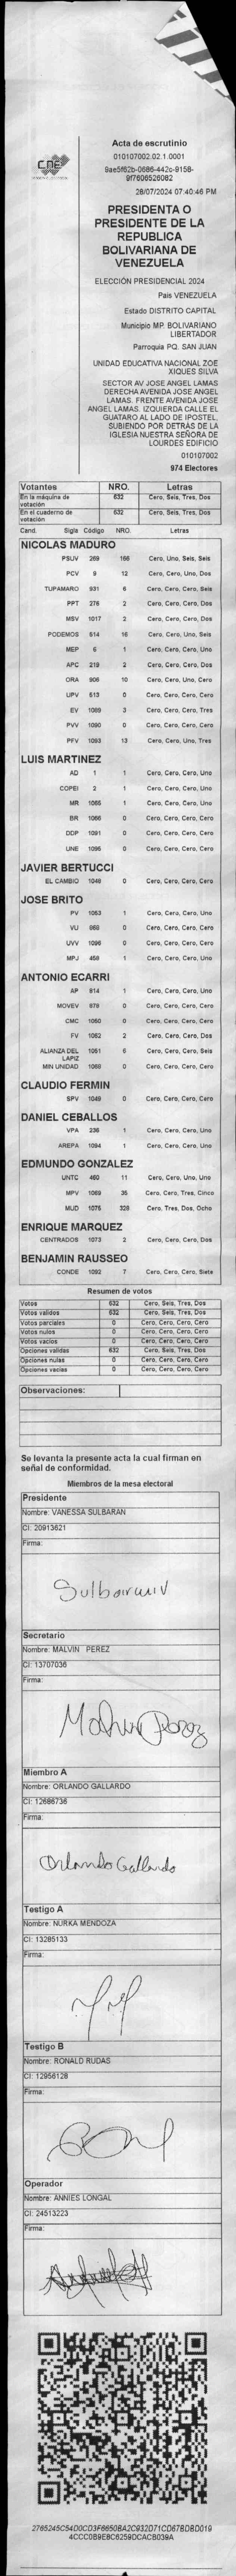 CNE
Acta de escrutinio
010107002.02.1.0001
9ae5f62b-0686-442c-9158-
9f7606526082
28/07/2024 07:40:46 PM
PRESIDENTA O
PRESIDENTE DE LA
REPUBLICA
BOLIVARIANA DE
VENEZUELA
ELECCIÓN PRESIDENCIAL 2024
País VENEZUELA
Estado DISTRITO CAPITAL
Municipio MP. BOLIVARIANO
LIBERTADOR
Parroquia PQ. SAN JUAN
UNIDAD EDUCATIVA NACIONAL ZOE
XIQUES SILVA
SECTOR AV JOSE ANGEL LAMAS
DERECHA AVENIDA JOSE ANGEL
LAMAS. FRENTE AVENIDA JOSE
ANGEL LAMAS. IZQUIERDA CALLE EL
GUATARO AL LADO DE IPOSTEL,
SUBIENDO POR DETRÁS DE LA
IGLESIA NUESTRA SEÑORA DE
LOURDES EDIFICIO
010107002
974 Electores
Votantes NRO. Letras
En la máquina de votación 632 Cero, Seis, Tres, Dos
En el cuaderno de votación 632 Cero, Seis, Tres, Dos
Cand. Sigla Código NRO. Letras
NICOLAS MADURO
PSUV 269 166 Cero, Uno, Seis, Seis
PCV 9 12 Cero, Cero, Uno, Dos
TUPAMARO 931 6 Cero, Cero, Cero, Seis
PPT 276 2 Cero, Cero, Cero, Dos
MSV 1017 2 Cero, Cero, Cero, Dos
PODEMOS 514 16 Cero, Cero, Uno, Seis
MEP 6 1 Cero, Cero, Cero, Uno
APC 219 2 Cero, Cero, Cero, Dos
ORA 906 10 Cero, Cero, Uno, Cero
UPV 513 0 Cero, Cero, Cero, Cero
EV 1089 3 Cero, Cero, Cero, Tres
PVV 1090 0 Cero, Cero, Cero, Cero
PFV 1093 13 Cero, Cero, Uno, Tres
LUIS MARTINEZ
AD 1 1 Cero, Cero, Cero, Uno
COPEI 2 1 Cero, Cero, Cero, Uno
MR 1065 1 Cero, Cero, Cero, Uno
BR 1066 0 Cero, Cero, Cero, Cero
DDP 1091 0 Cero, Cero, Cero, Cero
UNE 1095 0 Cero, Cero, Cero, Cero
JAVIER BERTUCCI
EL CAMBIO 1048 0 Cero, Cero, Cero, Cero
JOSE BRITO
PV 1053 1 Cero, Cero, Cero, Uno
VU 868 0 Cero, Cero, Cero, Cero
UVV 1096 0 Cero, Cero, Cero, Cero
MPJ 458 1 Cero, Cero, Cero, Uno
ANTONIO ECARRI
AP 814 1 Cero, Cero, Cero, Uno
MOVEV 878 0 Cero, Cero, Cero, Cero
CMC 1050 0 Cero, Cero, Cero, Cero
FV 1052 2 Cero, Cero, Cero, Dos
ALIANZA DEL LAPIZ 1051 6 Cero, Cero, Cero, Seis
MIN UNIDAD 1088 0 Cero, Cero, Cero, Cero
CLAUDIO FERMIN
SPV 1049 0 Cero, Cero, Cero, Cero
DANIEL CEBALLOS
VPA 236 1 Cero, Cero, Cero, Uno
AREPA 1094 1 Cero, Cero, Cero, Uno
EDMUNDO GONZALEZ
UNTC 460 11 Cero, Cero, Uno, Uno
MPV 1069 35 Cero, Cero, Tres, Cinco
MUD 1075 328 Cero, Tres, Dos, Ocho
ENRIQUE MARQUEZ
CENTRADOS 1073 2 Cero, Cero, Cero, Dos
BENJAMIN RAUSSEO
CONDE 1092 7 Cero, Cero, Cero, Siete
Resumen de votos
Votos 632 Cero, Seis, Tres, Dos
Votos validos 632 Cero, Seis, Tres, Dos
Votos parciales 0 Cero, Cero, Cero, Cero
Votos nulos 0 Cero, Cero, Cero, Cero
Votos vacios 0 Cero, Cero, Cero, Cero
Opciones validas 632 Cero, Seis, Tres, Dos
Opciones nulas 0 Cero, Cero, Cero, Cero
Opciones vacias 0 Cero, Cero, Cero, Cero
Observaciones:
Se levanta la presente acta la cual firman en
señal de conformidad.
Miembros de la mesa electoral
Presidente
Nombre: VANESSA SULBARAN
CI: 20913621
Firma:
Sulbaran V
Secretario
Nombre: MALVIN PEREZ
CI: 13707036
Firma:
Malvin Perez
Miembro A
Nombre: ORLANDO GALLARDO
CI: 12686736
Firma:
Orlando Gallardo
Testigo A
Nombre: NURKA MENDOZA
CI: 13285133
Firma:
Testigo B
Nombre: RONALD RUDAS
CI: 12956128
Firma:
Operador
Nombre: ANNIES LONGAL
CI: 24513223
Firma:
2765245C54D0CD3F6650BA2C932D71CD67BDBD019
4CCC0B9E8C6259DCACB039A